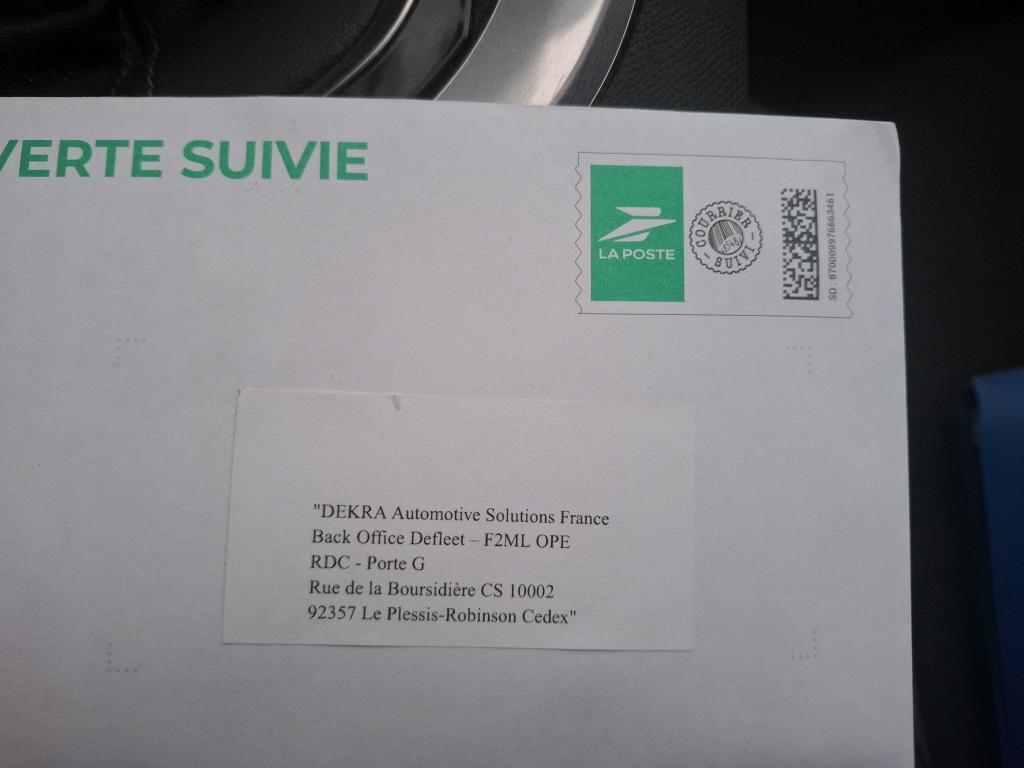 VERTE SUIVIE
LA POSTE
COURRIER
SUIVI
SD : 870009976663461
"DEKRA Automotive Solutions France
Back Office Defleet – F2ML OPE
RDC - Porte G
Rue de la Boursidière CS 10002
92357 Le Plessis-Robinson Cedex"